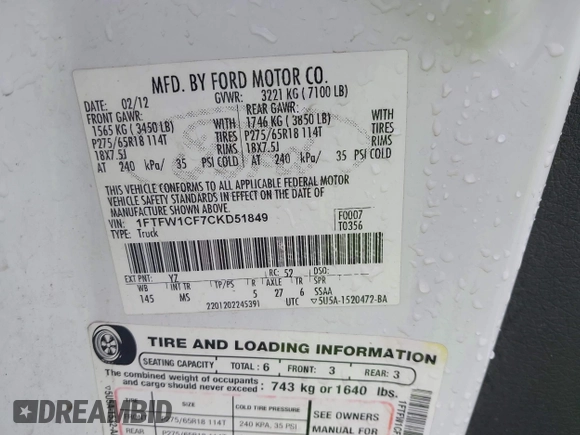 MFD. BY FORD MOTOR CO.
DATE: 02/12 GVWR: 3221 KG ( 7100 LB)
FRONT GAWR: REAR GAWR:
1565 KG ( 3450 LB) WITH 1746 KG ( 3850 LB) WITH
P275/65R18 114T TIRES P275/65R18 114T TIRES
18X7.5J RIMS 18X7.5J RIMS
AT 240 kPa/ 35 PSI COLD AT 240 kPa/ 35 PSI COLD
THIS VEHICLE CONFORMS TO ALL APPLICABLE FEDERAL MOTOR
VEHICLE SAFETY STANDARDS IN EFFECT ON THE DATE OF
MANUFACTURE SHOWN ABOVE.
VIN: 1FTFW1CF7CKD51849 F0007
TYPE: Truck T0356
EXT PNT: YZ RC: 52 DSO:
WB INT TR TP/PS R AXLE TR SPR
145 MS 5 27 6 SSAA
2201202245391 UTC ▽5U5A-1520472-BA
TIRE AND LOADING INFORMATION
SEATING CAPACITY TOTAL: 6 FRONT: 3 REAR: 3
The combined weight of occupants
and cargo should never exceed : 743 kg or 1640 lbs.
SIZE COLD TIRE PRESSURE SEE OWNERS
P275/65R18 114T 240 KPA, 35 PSI
REAR
AUTOBIDMASTER
DREAMBID